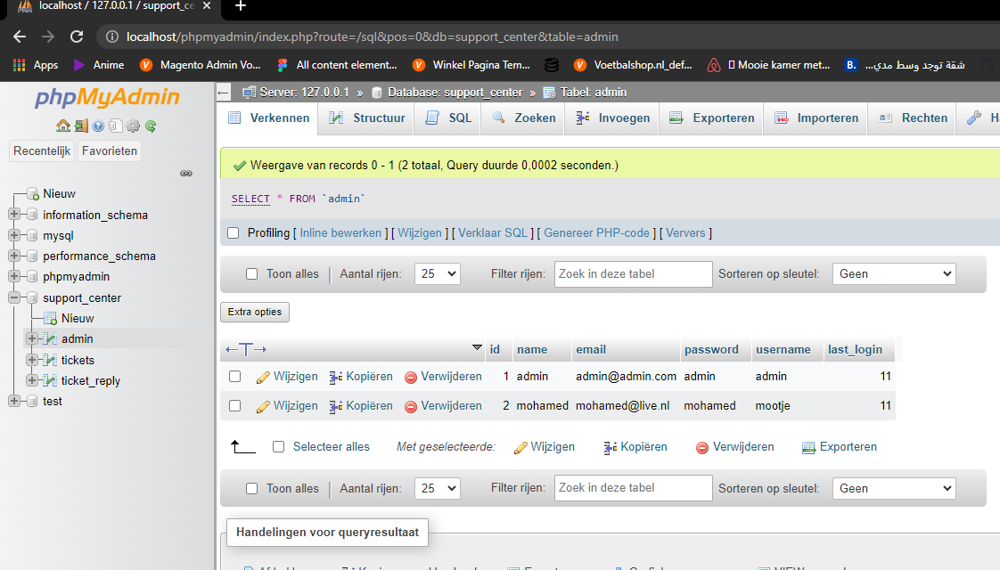 localhost / 127.0.0.1 / support_ce
localhost/phpmyadmin/index.php?route=/sql&pos=0&db=support_center&table=admin
Apps Anime Magento Admin Vo... All content element... Winkel Pagina Tem... Voetbalshop.nl_def... Mooie kamer met... B. شقة توجد وسط مدي...
phpMyAdmin
Recentelijk Favorieten
Nieuw
information_schema
mysql
performance_schema
phpmyadmin
support_center
Nieuw
admin
tickets
ticket_reply
test
Server: 127.0.0.1 » Database: support_center » Tabel: admin
Verkennen Structuur SQL Zoeken Invoegen Exporteren Importeren Rechten
Weergave van records 0 - 1 (2 totaal, Query duurde 0,0002 seconden.)
SELECT * FROM `admin`
Profiling [ Inline bewerken ] [ Wijzigen ] [ Verklaar SQL ] [ Genereer PHP-code ] [ Ververs ]
Toon alles Aantal rijen: 25 Filter rijen: Zoek in deze tabel Sorteren op sleutel: Geen
Extra opties
←T→ id name email password username last_login
Wijzigen Kopiëren Verwijderen 1 admin admin@admin.com admin admin 11
Wijzigen Kopiëren Verwijderen 2 mohamed mohamed@live.nl mohamed mootje 11
Selecteer alles Met geselecteerde: Wijzigen Kopiëren Verwijderen Exporteren
Toon alles Aantal rijen: 25 Filter rijen: Zoek in deze tabel Sorteren op sleutel: Geen
Handelingen voor queryresultaat